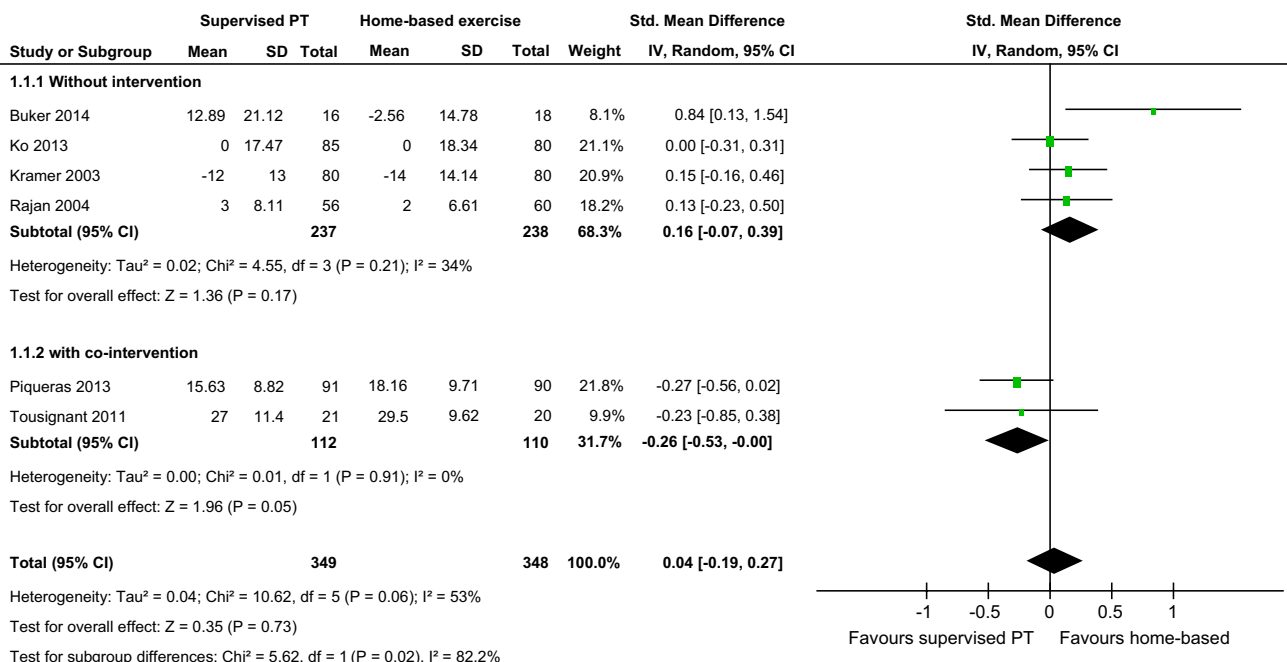 Supervised PT Home-based exercise Std. Mean Difference Std. Mean Difference
Study or Subgroup Mean SD Total Mean SD Total Weight IV, Random, 95% CI IV, Random, 95% CI
1.1.1 Without intervention
Buker 2014 12.89 21.12 16 -2.56 14.78 18 8.1% 0.84 [0.13, 1.54]
Ko 2013 0 17.47 85 0 18.34 80 21.1% 0.00 [-0.31, 0.31]
Kramer 2003 -12 13 80 -14 14.14 80 20.9% 0.15 [-0.16, 0.46]
Rajan 2004 3 8.11 56 2 6.61 60 18.2% 0.13 [-0.23, 0.50]
Subtotal (95% CI) 237 238 68.3% 0.16 [-0.07, 0.39]
Heterogeneity: Tau² = 0.02; Chi² = 4.55, df = 3 (P = 0.21); I² = 34%
Test for overall effect: Z = 1.36 (P = 0.17)
1.1.2 with co-intervention
Piqueras 2013 15.63 8.82 91 18.16 9.71 90 21.8% -0.27 [-0.56, 0.02]
Tousignant 2011 27 11.4 21 29.5 9.62 20 9.9% -0.23 [-0.85, 0.38]
Subtotal (95% CI) 112 110 31.7% -0.26 [-0.53, -0.00]
Heterogeneity: Tau² = 0.00; Chi² = 0.01, df = 1 (P = 0.91); I² = 0%
Test for overall effect: Z = 1.96 (P = 0.05)
Total (95% CI) 349 348 100.0% 0.04 [-0.19, 0.27]
Heterogeneity: Tau² = 0.04; Chi² = 10.62, df = 5 (P = 0.06); I² = 53%
Test for overall effect: Z = 0.35 (P = 0.73)
Test for subgroup differences: Chi² = 5.62, df = 1 (P = 0.02), I² = 82.2%
-1 -0.5 0 0.5 1
Favours supervised PT Favours home-based